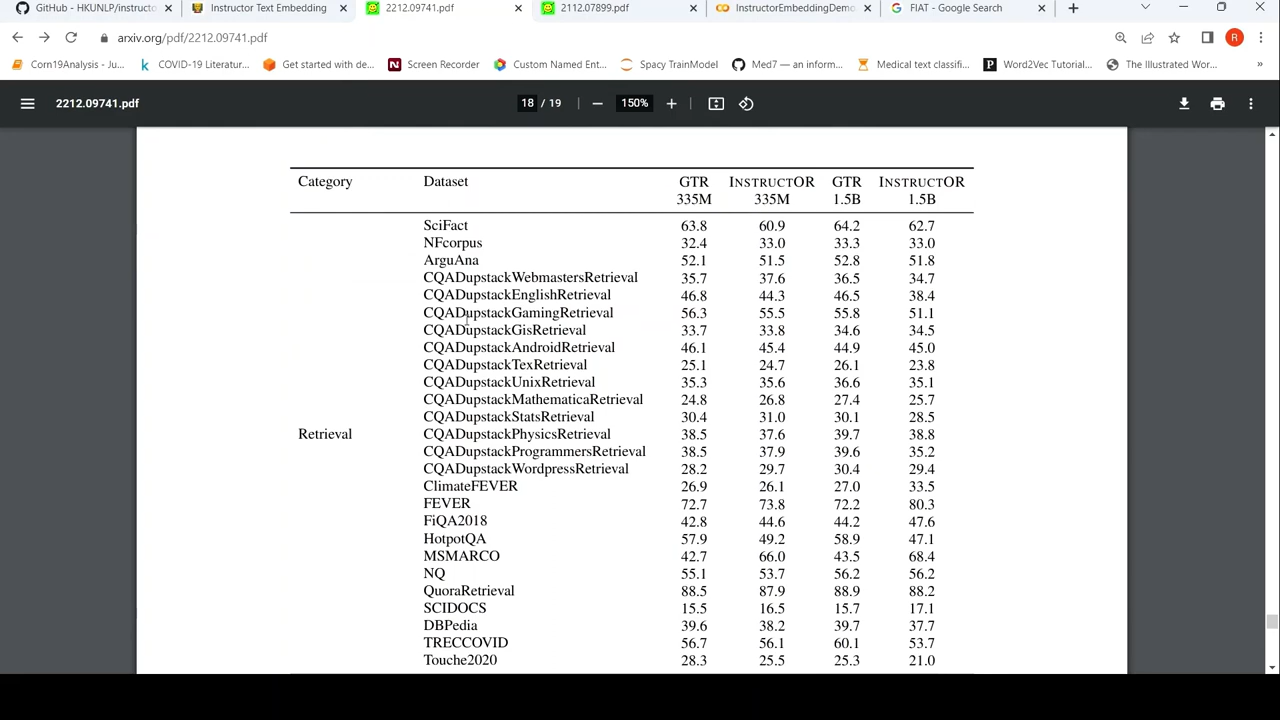 GitHub - HKUNLP/instructo
Instructor Text Embedding
2212.09741.pdf
2112.07899.pdf
InstructorEmbeddingDemo
FIAT - Google Search
arxiv.org/pdf/2212.09741.pdf
R
Corn19Analysis - Ju...
COVID-19 Literatur...
Get started with de...
Screen Recorder
Custom Named Ent...
Spacy TrainModel
Med7 — an inform...
Medical text classifi...
Word2Vec Tutorial...
The Illustrated Wor...
»
2212.09741.pdf
18 / 19
150%
Category Dataset GTR INSTRUCTOR GTR INSTRUCTOR
335M 335M 1.5B 1.5B
SciFact 63.8 60.9 64.2 62.7
NFcorpus 32.4 33.0 33.3 33.0
ArguAna 52.1 51.5 52.8 51.8
CQADupstackWebmastersRetrieval 35.7 37.6 36.5 34.7
CQADupstackEnglishRetrieval 46.8 44.3 46.5 38.4
CQADupstackGamingRetrieval 56.3 55.5 55.8 51.1
CQADupstackGisRetrieval 33.7 33.8 34.6 34.5
CQADupstackAndroidRetrieval 46.1 45.4 44.9 45.0
CQADupstackTexRetrieval 25.1 24.7 26.1 23.8
CQADupstackUnixRetrieval 35.3 35.6 36.6 35.1
CQADupstackMathematicaRetrieval 24.8 26.8 27.4 25.7
CQADupstackStatsRetrieval 30.4 31.0 30.1 28.5
Retrieval CQADupstackPhysicsRetrieval 38.5 37.6 39.7 38.8
CQADupstackProgrammersRetrieval 38.5 37.9 39.6 35.2
CQADupstackWordpressRetrieval 28.2 29.7 30.4 29.4
ClimateFEVER 26.9 26.1 27.0 33.5
FEVER 72.7 73.8 72.2 80.3
FiQA2018 42.8 44.6 44.2 47.6
HotpotQA 57.9 49.2 58.9 47.1
MSMARCO 42.7 66.0 43.5 68.4
NQ 55.1 53.7 56.2 56.2
QuoraRetrieval 88.5 87.9 88.9 88.2
SCIDOCS 15.5 16.5 15.7 17.1
DBPedia 39.6 38.2 39.7 37.7
TRECCOVID 56.7 56.1 60.1 53.7
Touche2020 28.3 25.5 25.3 21.0